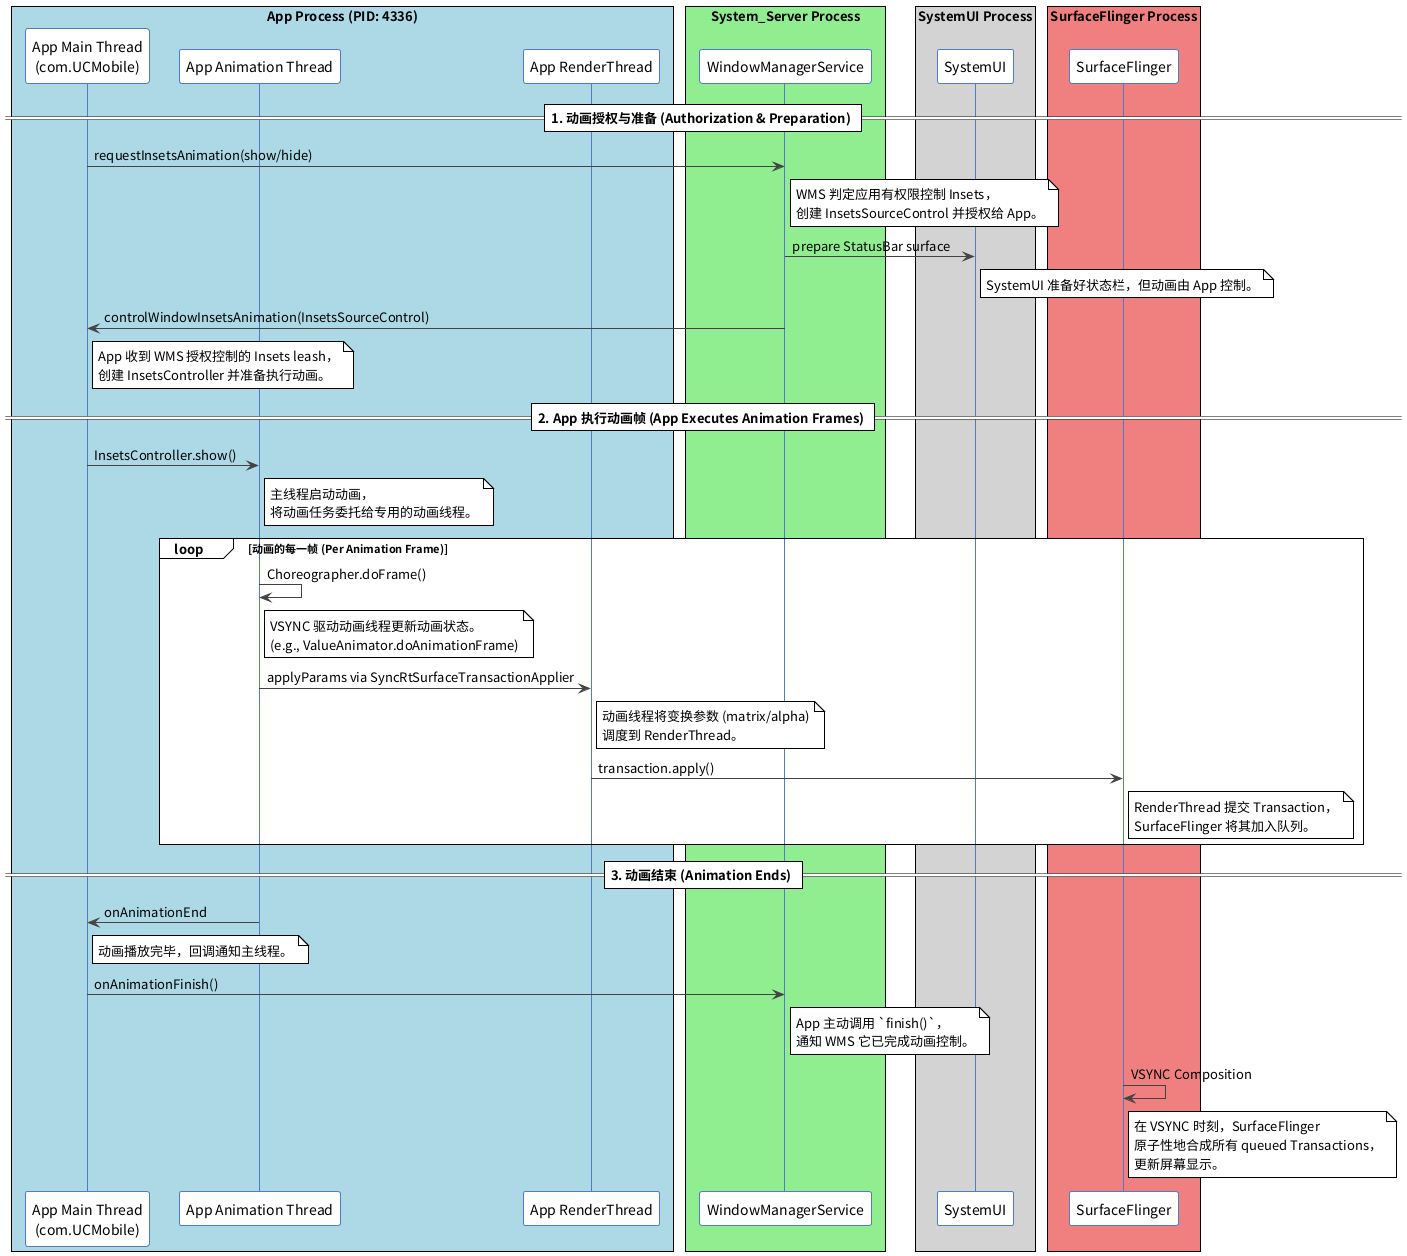 App Process (PID: 4336)
System_Server Process
SystemUI Process
SurfaceFlinger Process
App Main Thread
(com.UCMobile)
App Animation Thread
App RenderThread
WindowManagerService
SystemUI
SurfaceFlinger
1. 动画授权与准备 (Authorization & Preparation)
requestInsetsAnimation(show/hide)
WMS 判定应用有权限控制 Insets，
创建 InsetsSourceControl 并授权给 App。
prepare StatusBar surface
SystemUI 准备好状态栏，但动画由 App 控制。
controlWindowInsetsAnimation(InsetsSourceControl)
App 收到 WMS 授权控制的 Insets leash，
创建 InsetsController 并准备执行动画。
2. App 执行动画帧 (App Executes Animation Frames)
InsetsController.show()
主线程启动动画，
将动画任务委托给专用的动画线程。
loop
[动画的每一帧 (Per Animation Frame)]
Choreographer.doFrame()
VSYNC 驱动动画线程更新动画状态。
(e.g., ValueAnimator.doAnimationFrame)
applyParams via SyncRtSurfaceTransactionApplier
动画线程将变换参数 (matrix/alpha)
调度到 RenderThread。
transaction.apply()
RenderThread 提交 Transaction，
SurfaceFlinger 将其加入队列。
3. 动画结束 (Animation Ends)
onAnimationEnd
动画播放完毕，回调通知主线程。
onAnimationFinish()
App 主动调用 `finish()`，
通知 WMS 它已完成动画控制。
VSYNC Composition
在 VSYNC 时刻，SurfaceFlinger
原子性地合成所有 queued Transactions，
更新屏幕显示。
App Main Thread
(com.UCMobile)
App Animation Thread
App RenderThread
WindowManagerService
SystemUI
SurfaceFlinger